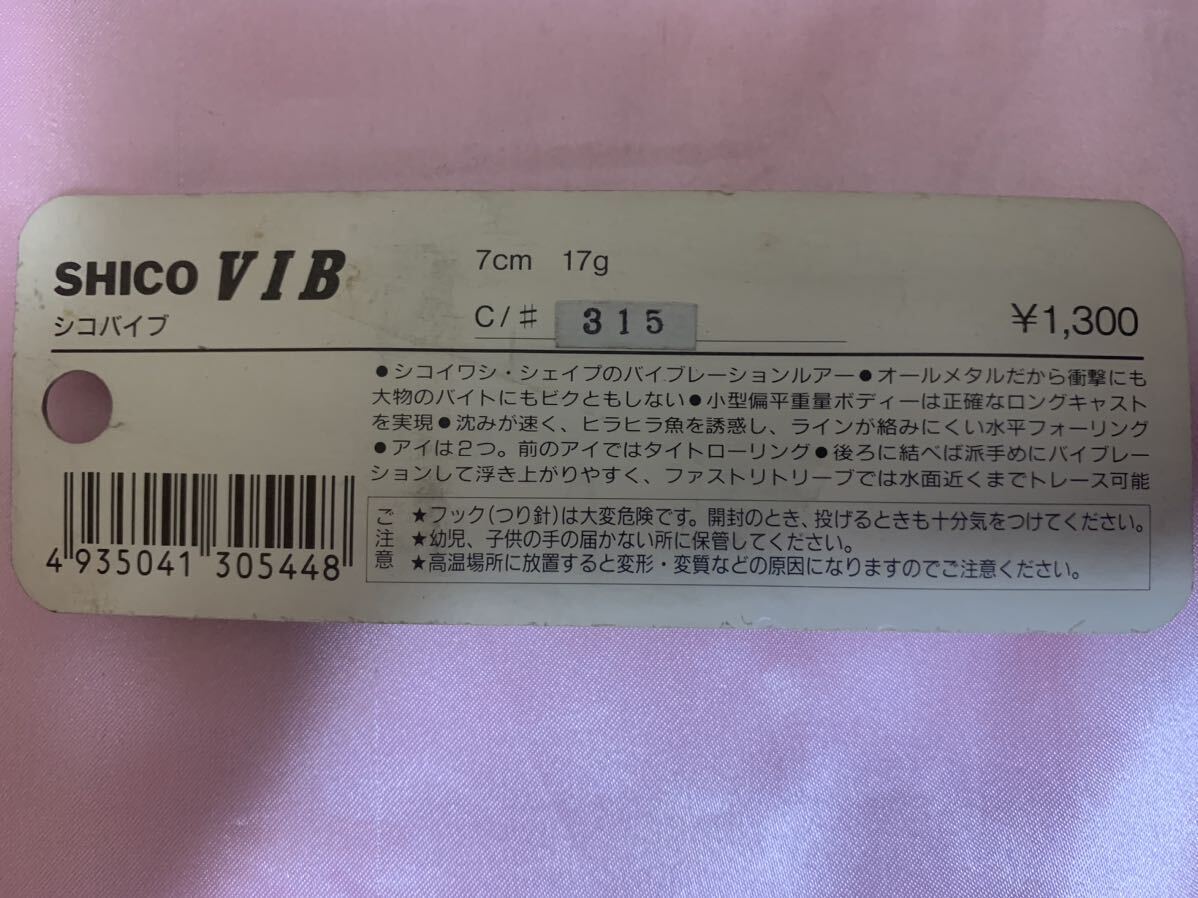 SHICO VIB
シコバイブ
7cm 17g
C/♯ 315
¥1,300
●シコイワシ・シェイプのバイブレーションルアー●オールメタルだから衝撃にも
大物のバイトにもビクともしない●小型偏平重量ボディーは正確なロングキャスト
を実現●沈みが速く、ヒラヒラ魚を誘惑し、ラインが絡みにくい水平フォーリング
●アイは2つ。前のアイではタイトローリング●後ろに結べば派手めにバイブレー
ションして浮き上がりやすく、ファストリトリーブでは水面近くまでトレース可能
ご注意
★フック(つり針)は大変危険です。開封のとき、投げるときも十分気をつけてください。
★幼児、子供の手の届かない所に保管してください。
★高温場所に放置すると変形・変質などの原因になりますのでご注意ください。
4 935041 305448